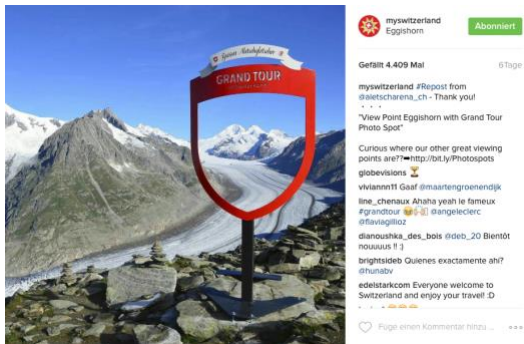 Grosser Aletschgletscher
GRAND TOUR
myswitzerland
Eggishorn
Abonniert
Gefällt 4.409 Mal
6Tage
myswitzerland #Repost from
@aletscharena_ch - Thank you!
• • •
"View Point Eggishorn with Grand Tour
Photo Spot"
Curious where our other great viewing
points are??➡http://bit.ly/Photospots
globevisions 🏆
viviannn11 Gaaf @maartengroenendijk
line_chenaux Ahaha yeah le fameux
#grandtour @angeleclerc
@flaviagillioz
dianoushka_des_bois @deb_20 Bientôt
nouuuus !! :)
brightsideb Quienes exactamente ahi?
@hunabv
edelstarkcom Everyone welcome to
Switzerland and enjoy your travel! :D
Füge einen Kommentar hinzu ...